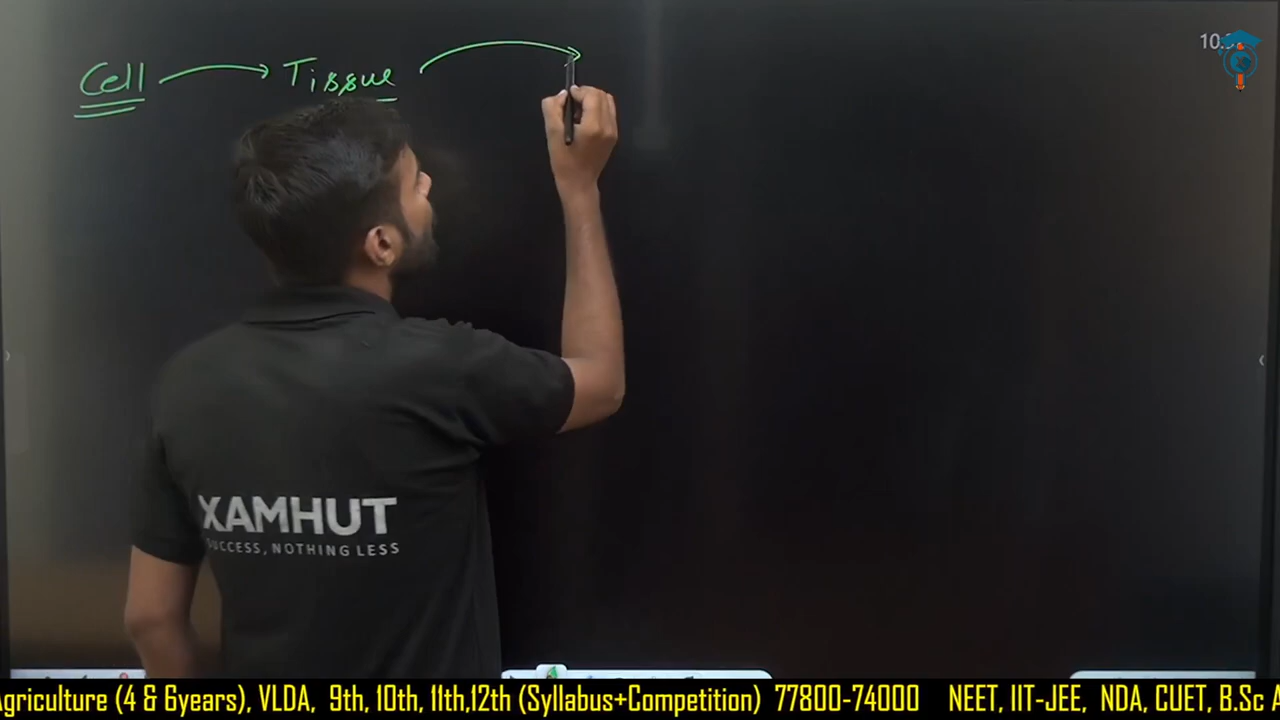 Cell → Tissue →
XAMHUT
SUCCESS, NOTHING LESS
Agriculture (4 & 6years), VLDA, 9th, 10th, 11th,12th (Syllabus+Competition) 77800-74000 NEET, IIT-JEE, NDA, CUET, B.Sc A